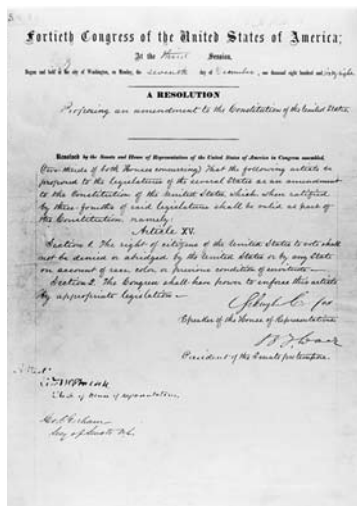 Fortieth Congress of the United States of America;
At the third Session,
Begun and held at the city of Washington, on Monday, the seventh day of December, one thousand eight hundred and sixty-eight
A RESOLUTION
Proposing an amendment to the Constitution of the United States.
Resolved by the Senate and House of Representatives of the United States of America in Congress assembled,
(two-thirds of both Houses concurring) That the following article be
proposed to the legislatures of the several States as an amendment
to the Constitution of the United States, which, when ratified
by three-fourths of said legislatures shall be valid as part of
the Constitution, namely:
Article XV.
Section 1. The right of citizens of the United States to vote shall
not be denied or abridged by the United States or by any State
on account of race, color, or previous condition of servitude—
Section 2. The Congress shall have power to enforce this article
by appropriate legislation—
Schuyler Colfax
Speaker of the House of Representatives.
President of the Senate pro tempore.
Attest
Clerk of House of Representatives.
Geo. C. Gorham
Secy of Senate U.S.